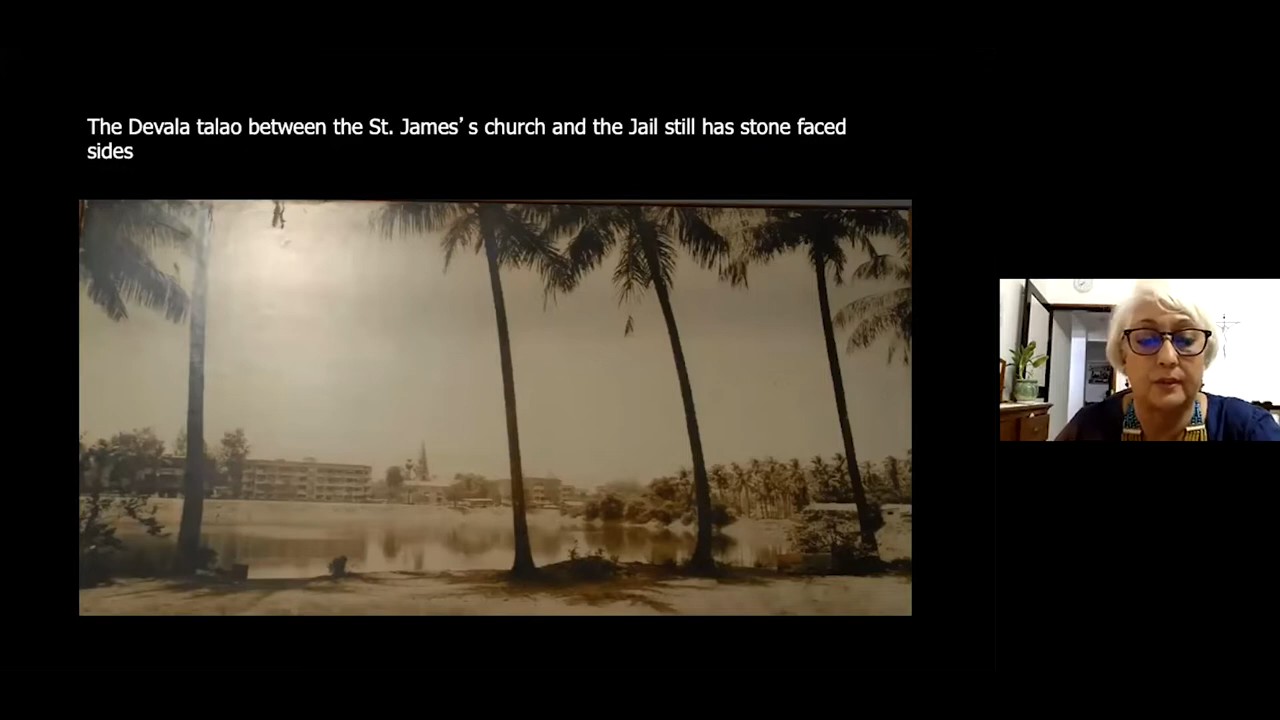 The Devala talao between the St. James’s church and the Jail still has stone faced
sides